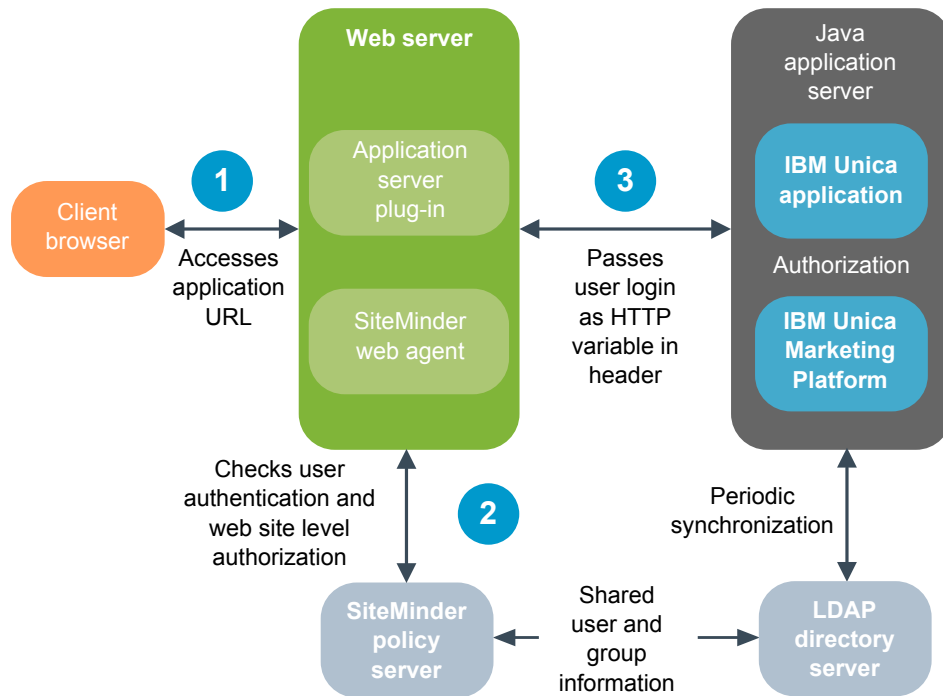 Web server
Application
server
plug-in
SiteMinder
web agent
Java
application
server
IBM Unica
application
Authorization
IBM Unica
Marketing
Platform
Client
browser
1
Accesses
application
URL
3
Passes
user login
as HTTP
variable in
header
Checks user
authentication and
web site level
authorization
2
Periodic
synchronization
SiteMinder
policy
server
Shared
user and
group
information
LDAP
directory
server